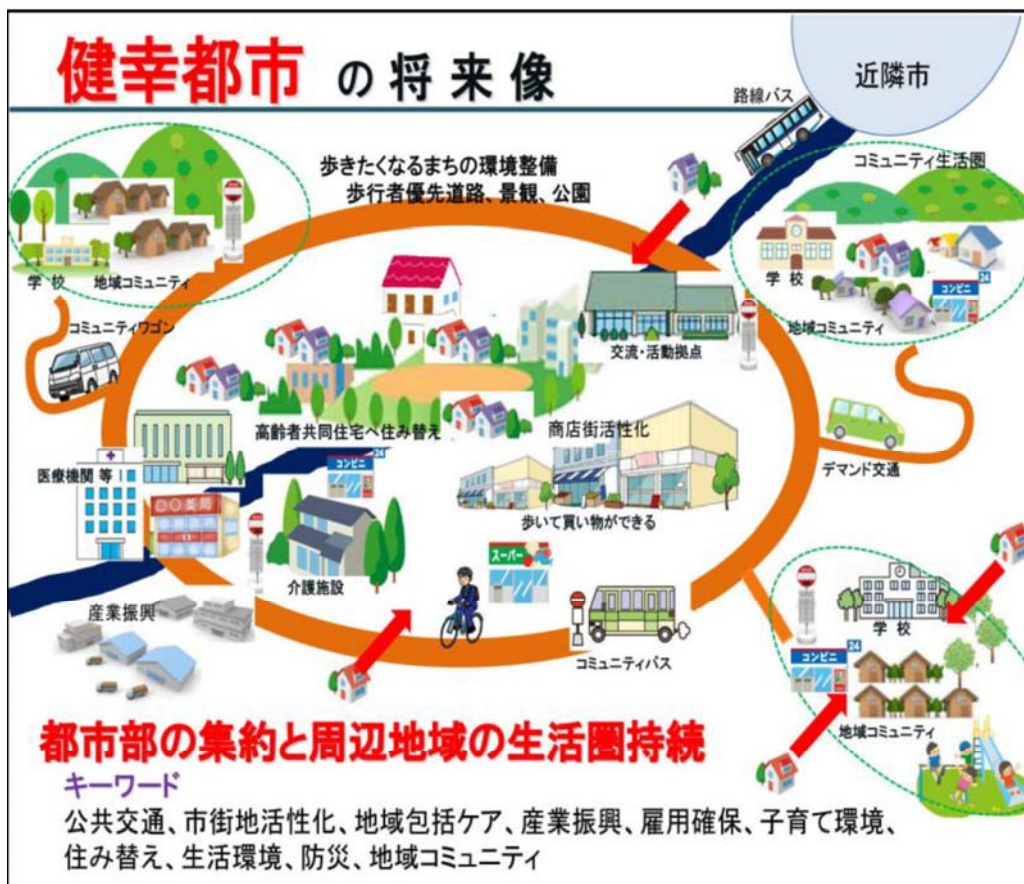 健幸都市 の将来像
近隣市
路線バス
歩きたくなるまちの環境整備
歩行者優先道路、景観、公園
コミュニティ生活圏
学校
地域コミュニティ
コミュニティワゴン
学校
コンビニ
24
地域コミュニティ
交流・活動拠点
高齢者共同住宅へ住み替え
商店街活性化
デマンド交通
医療機関等
〇〇薬局
コンビニ
24
歩いて買い物ができる
介護施設
スーパー
産業振興
コミュニティバス
学校
コンビニ
24
地域コミュニティ
都市部の集約と周辺地域の生活圏持続
キーワード
公共交通、市街地活性化、地域包括ケア、産業振興、雇用確保、子育て環境、
住み替え、生活環境、防災、地域コミュニティ